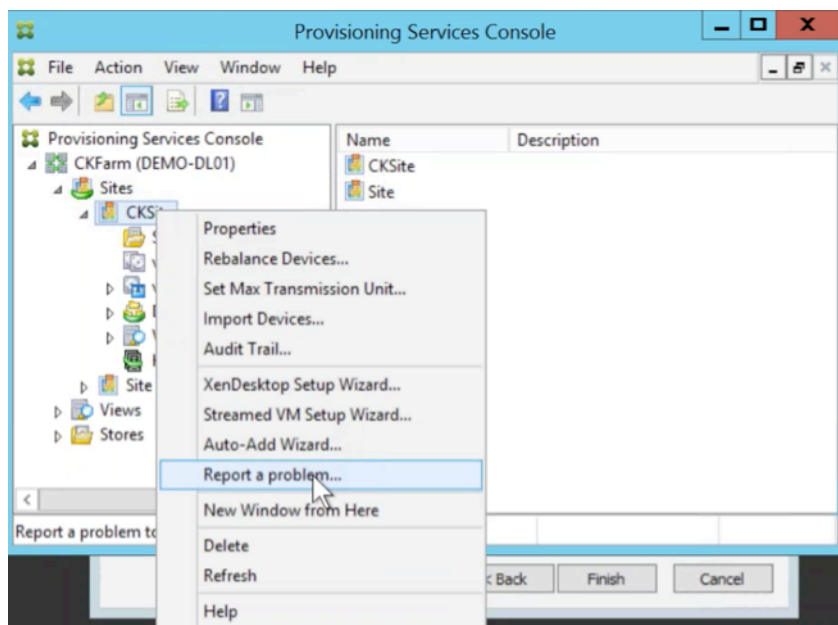 Provisioning Services Console
File Action View Window Help
Provisioning Services Console
CKFarm (DEMO-DL01)
Sites
Site
Views
Stores
Name Description
CKSite
Site
Properties
Rebalance Devices...
Set Max Transmission Unit...
Import Devices...
Audit Trail...
XenDesktop Setup Wizard...
Streamed VM Setup Wizard...
Auto-Add Wizard...
Report a problem...
New Window from Here
Delete
Refresh
Help
Report a problem
Back Finish Cancel